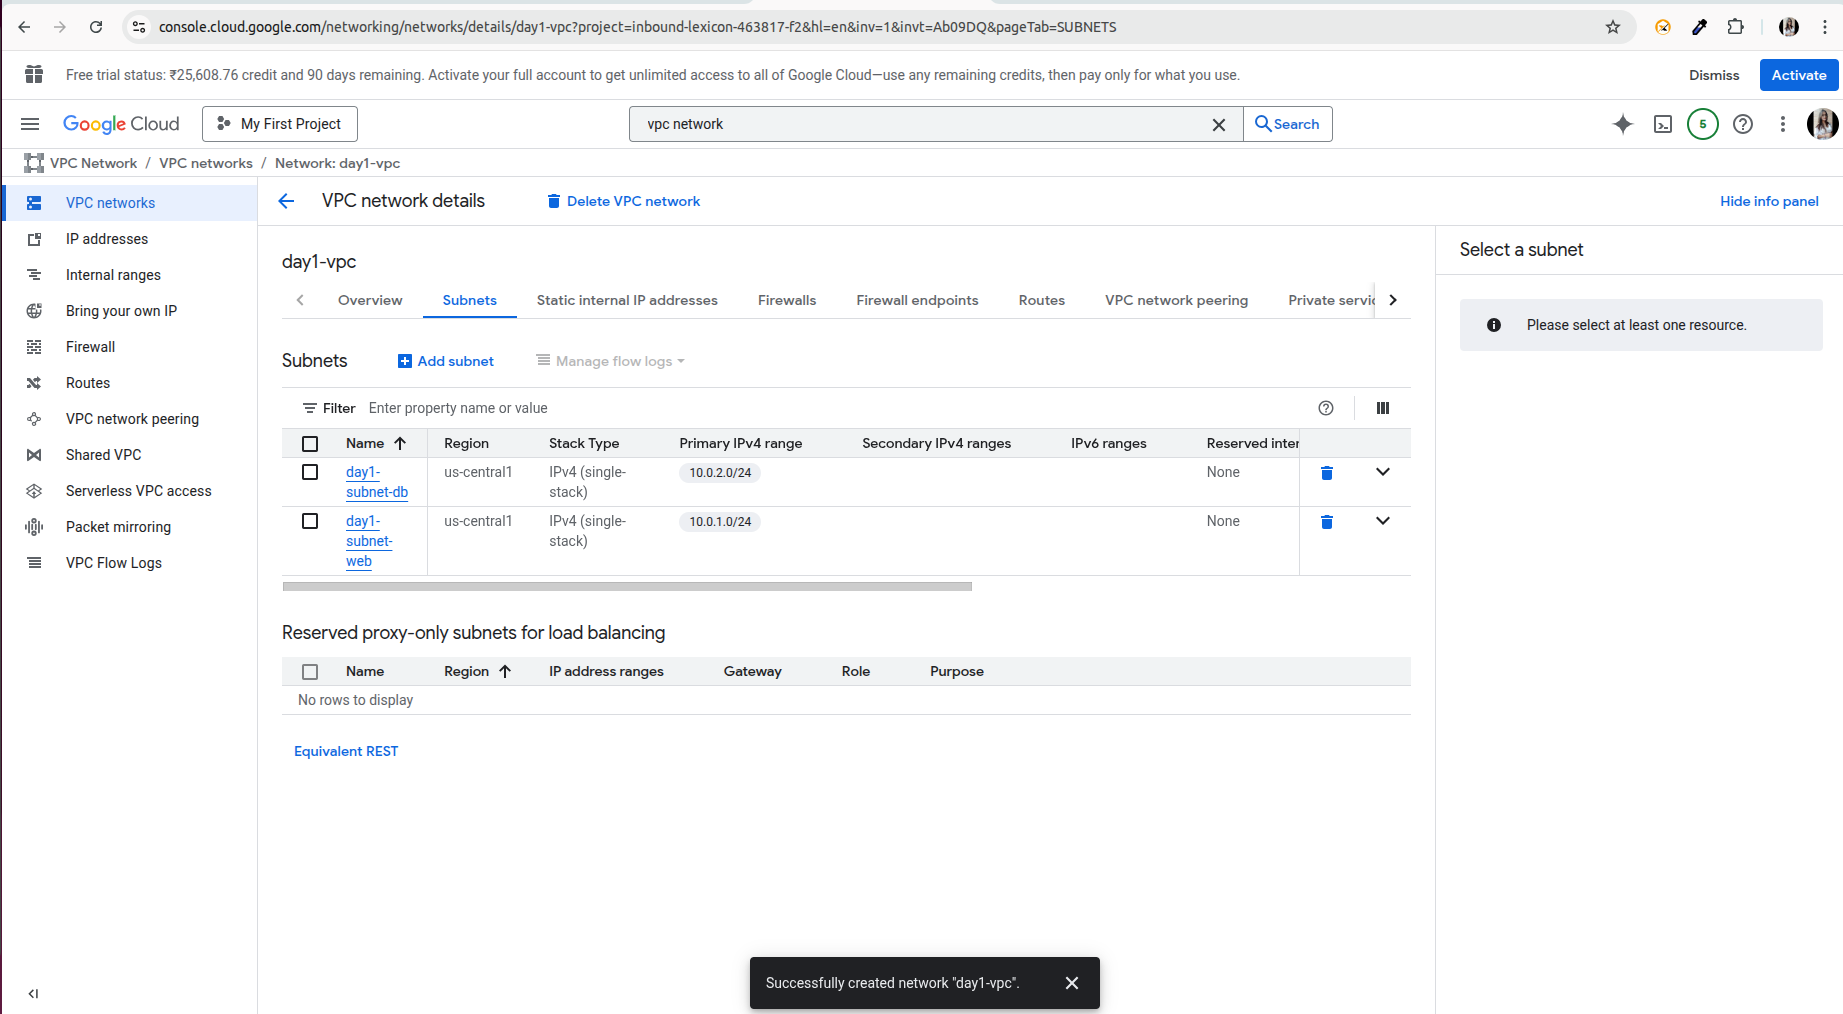 console.cloud.google.com/networking/networks/details/day1-vpc?project=inbound-lexicon-463817-f2&hl=en&inv=1&invt=Ab09DQ&pageTab=SUBNETS
Free trial status: ₹25,608.76 credit and 90 days remaining. Activate your full account to get unlimited access to all of Google Cloud—use any remaining credits, then pay only for what you use.
Dismiss
Activate
Google Cloud
My First Project
vpc network
Search
5
VPC Network / VPC networks / Network: day1-vpc
VPC networks
IP addresses
Internal ranges
Bring your own IP
Firewall
Routes
VPC network peering
Shared VPC
Serverless VPC access
Packet mirroring
VPC Flow Logs
VPC network details
Delete VPC network
Hide info panel
day1-vpc
Overview Subnets Static internal IP addresses Firewalls Firewall endpoints Routes VPC network peering Private servic
Subnets
Add subnet
Manage flow logs
Filter Enter property name or value
Name Region Stack Type Primary IPv4 range Secondary IPv4 ranges IPv6 ranges Reserved inter
day1- us-central1 IPv4 (single- 10.0.2.0/24 None
subnet-db stack)
day1- us-central1 IPv4 (single- 10.0.1.0/24 None
subnet- stack)
web
Reserved proxy-only subnets for load balancing
Name Region IP address ranges Gateway Role Purpose
No rows to display
Equivalent REST
Select a subnet
Please select at least one resource.
Successfully created network "day1-vpc".